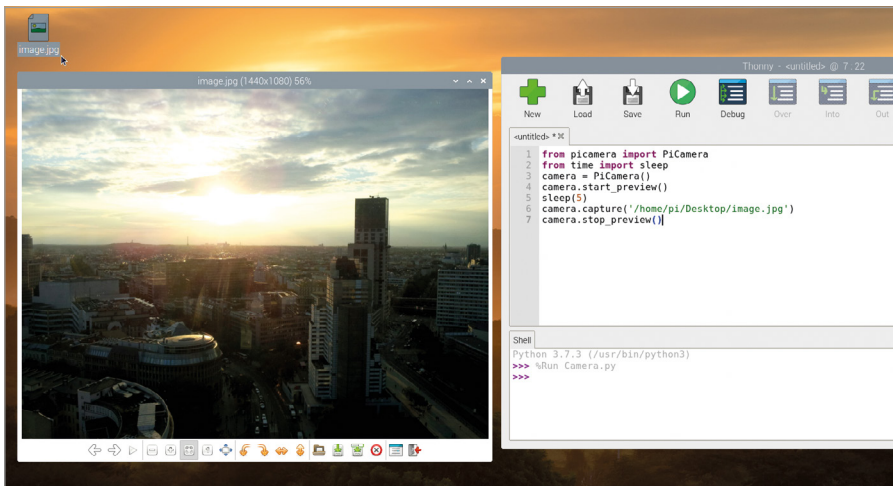 image.jpg
image.jpg (1440x1080) 56%
Thonny - <untitled> @ 7 : 22
New Load Save Run Debug Over Into Out
<untitled> *
1 from picamera import PiCamera
2 from time import sleep
3 camera = PiCamera()
4 camera.start_preview()
5 sleep(5)
6 camera.capture('/home/pi/Desktop/image.jpg')
7 camera.stop_preview()
Shell
Python 3.7.3 (/usr/bin/python3)
>>> %Run Camera.py
>>>